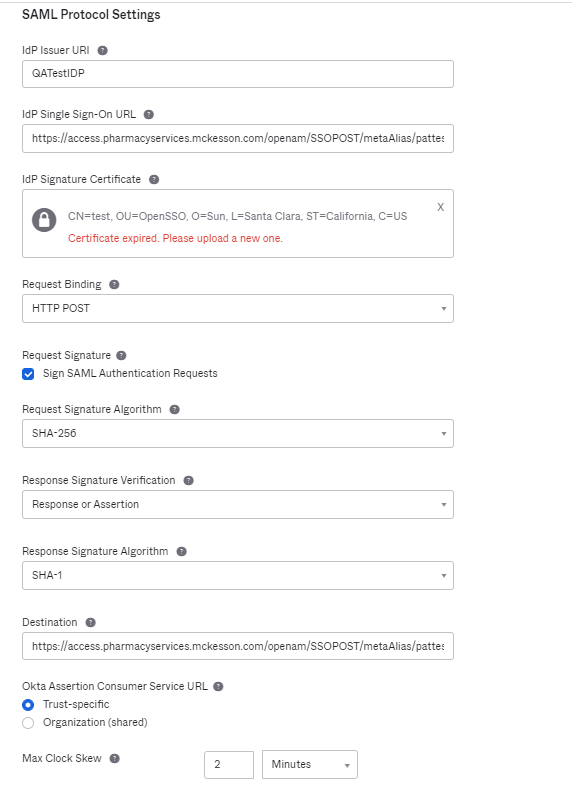 SAML Protocol Settings
IdP Issuer URI ?
QATestIDP
IdP Single Sign-On URL ?
https://access.pharmacyservices.mckesson.com/openam/SSOPOST/metaAlias/pattes
IdP Signature Certificate ?
X
CN=test, OU=OpenSSO, O=Sun, L=Santa Clara, ST=California, C=US
Certificate expired. Please upload a new one.
Request Binding ?
HTTP POST
Request Signature ?
Sign SAML Authentication Requests
Request Signature Algorithm ?
SHA-256
Response Signature Verification ?
Response or Assertion
Response Signature Algorithm ?
SHA-1
Destination ?
https://access.pharmacyservices.mckesson.com/openam/SSOPOST/metaAlias/pattes
Okta Assertion Consumer Service URL ?
Trust-specific
Organization (shared)
Max Clock Skew ? 2 Minutes